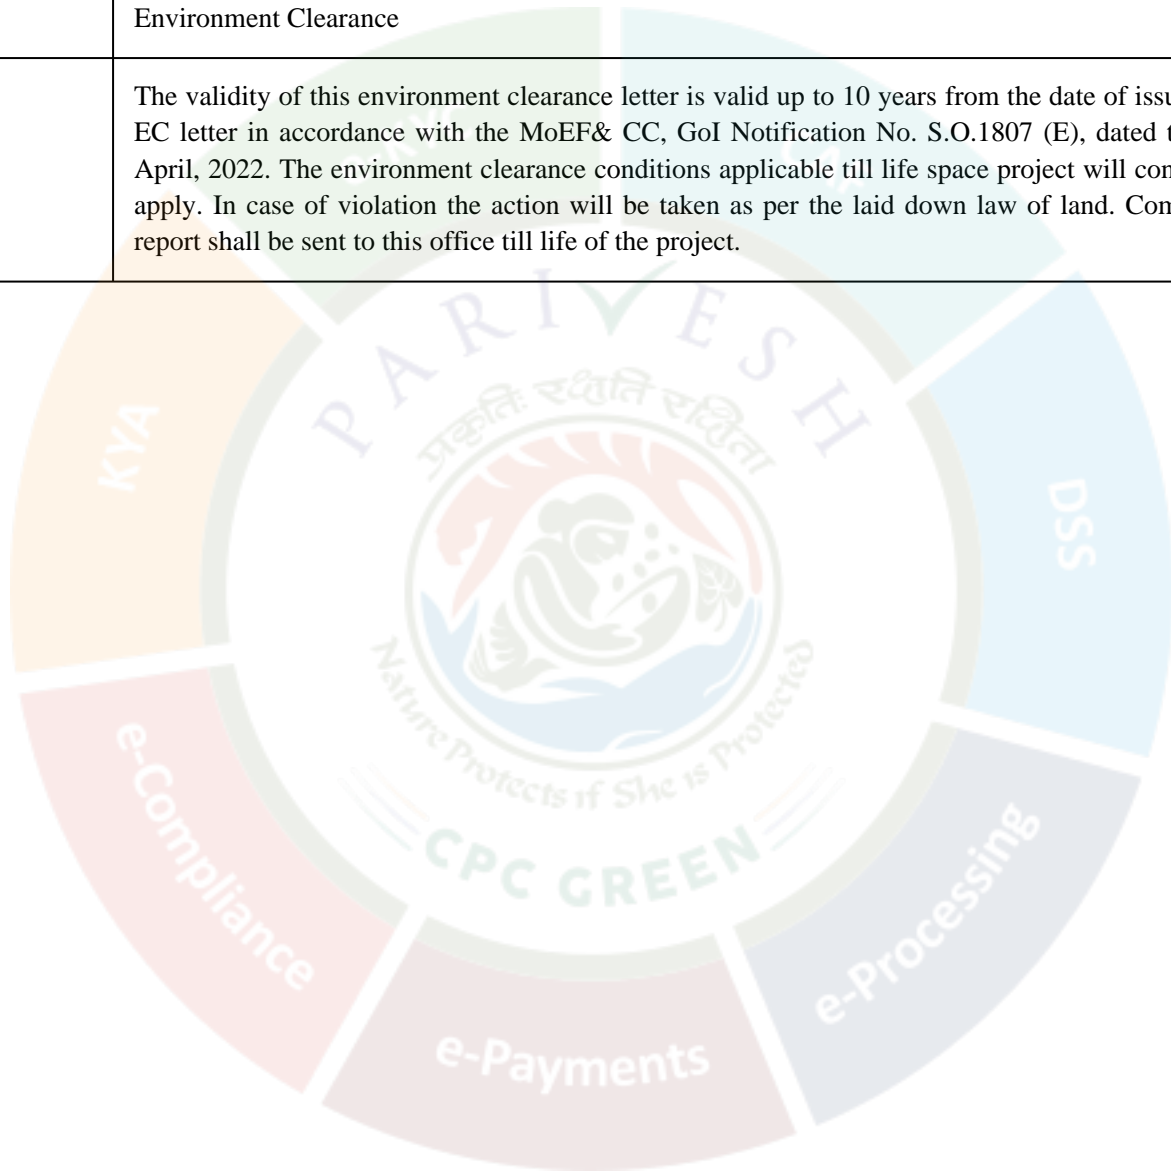 Environment Clearance
The validity of this environment clearance letter is valid up to 10 years from the date of
EC letter in accordance with the MoEF& CC, GoI Notification No. S.O.1807 (E), dated
April, 2022. The environment clearance conditions applicable till life space project will
apply. In case of violation the action will be taken as per the laid down law of land.
report shall be sent to this office till life of the project.
PARIVESH
प्रकृतिः रक्षति रक्षिता
KYA
DSS
Nature Protects if She is Protected
CPC GREEN
e-Compliance
e-Processing
e-Payments